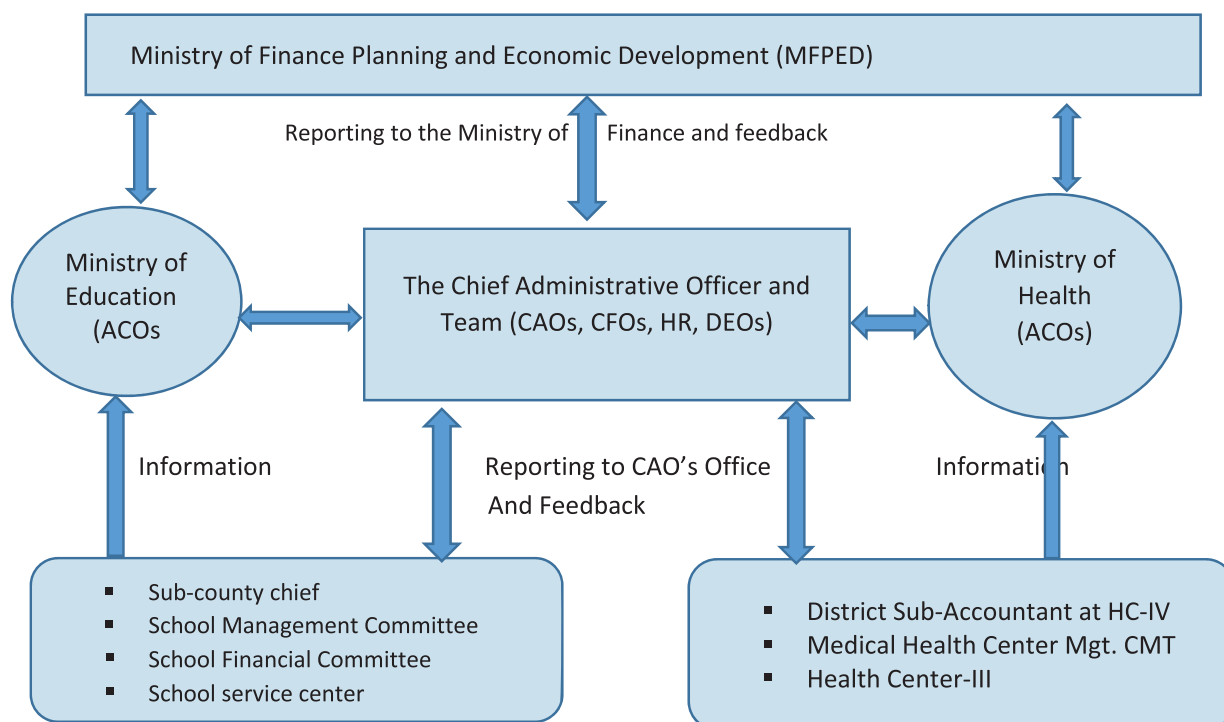 Ministry of Finance Planning and Economic Development (MFPED)
Reporting to the Ministry of Finance and feedback
Ministry of
Education
(ACOs
The Chief Administrative Officer and
Team (CAOs, CFOs, HR, DEOs)
Ministry of
Health
(ACOs)
Information
Reporting to CAO’s Office
And Feedback
Information
▪ Sub-county chief
▪ School Management Committee
▪ School Financial Committee
▪ School service center
▪ District Sub-Accountant at HC-IV
▪ Medical Health Center Mgt. CMT
▪ Health Center-III